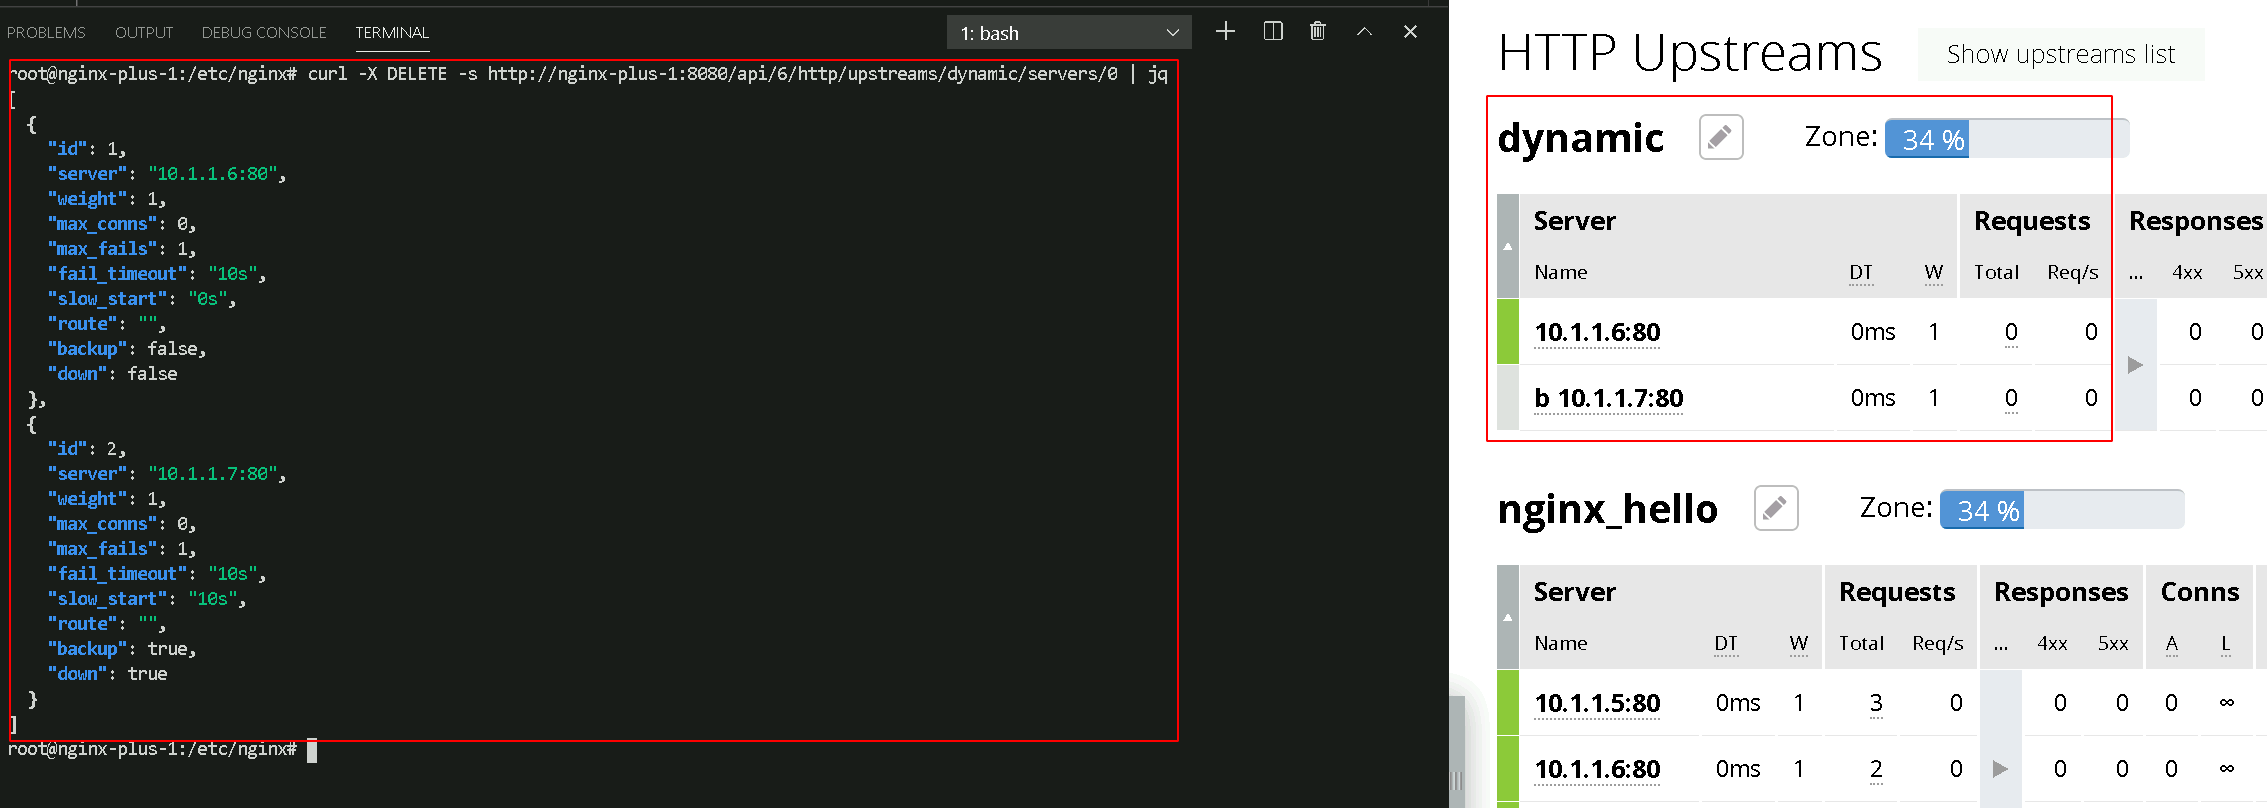 PROBLEMS OUTPUT DEBUG CONSOLE TERMINAL 1: bash
root@nginx-plus-1:/etc/nginx# curl -X DELETE -s http://nginx-plus-1:8080/api/6/http/upstreams/dynamic/servers/0 | jq
[
  {
    "id": 1,
    "server": "10.1.1.6:80",
    "weight": 1,
    "max_conns": 0,
    "max_fails": 1,
    "fail_timeout": "10s",
    "slow_start": "0s",
    "route": "",
    "backup": false,
    "down": false
  },
  {
    "id": 2,
    "server": "10.1.1.7:80",
    "weight": 1,
    "max_conns": 0,
    "max_fails": 1,
    "fail_timeout": "10s",
    "slow_start": "10s",
    "route": "",
    "backup": true,
    "down": true
  }
]
root@nginx-plus-1:/etc/nginx#
HTTP Upstreams Show upstreams list
dynamic Zone: 34 %
Server Requests Responses
Name DT W Total Req/s ... 4xx 5xx
10.1.1.6:80 0ms 1 0 0 0 0
b 10.1.1.7:80 0ms 1 0 0 0 0
nginx_hello Zone: 34 %
Server Requests Responses Conns
Name DT W Total Req/s ... 4xx 5xx A L
10.1.1.5:80 0ms 1 3 0 0 0 0 ∞
10.1.1.6:80 0ms 1 2 0 0 0 0 ∞